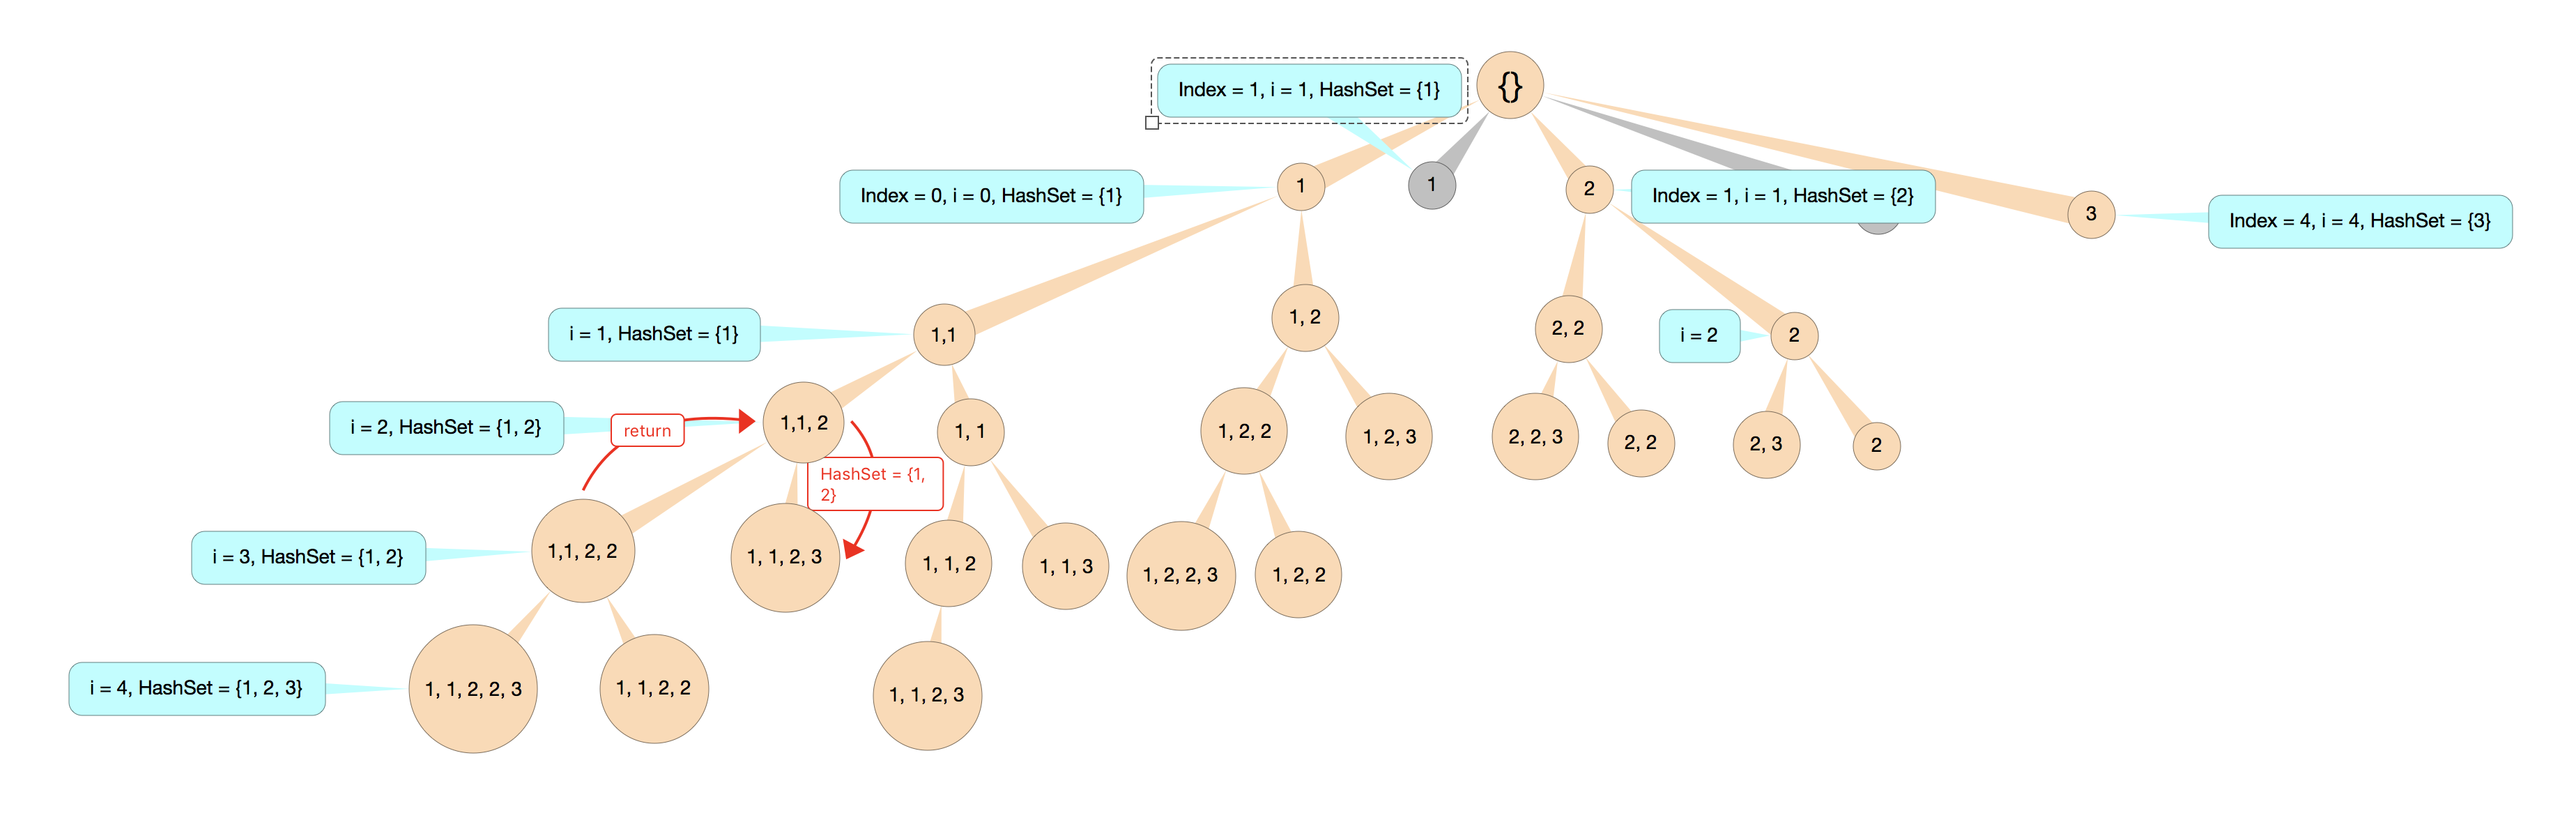 Index = 1, i = 1, HashSet = {1}
{}
Index = 0, i = 0, HashSet = {1}
1
1
2
Index = 1, i = 1, HashSet = {2}
3
Index = 4, i = 4, HashSet = {3}
i = 1, HashSet = {1}
1,1
1, 2
2, 2
i = 2
2
i = 2, HashSet = {1, 2}
return
1,1, 2
1, 1
1, 2, 2
1, 2, 3
2, 2, 3
2, 2
2, 3
2
HashSet = {1,
2}
i = 3, HashSet = {1, 2}
1,1, 2, 2
1, 1, 2, 3
1, 1, 2
1, 1, 3
1, 2, 2, 3
1, 2, 2
i = 4, HashSet = {1, 2, 3}
1, 1, 2, 2, 3
1, 1, 2, 2
1, 1, 2, 3